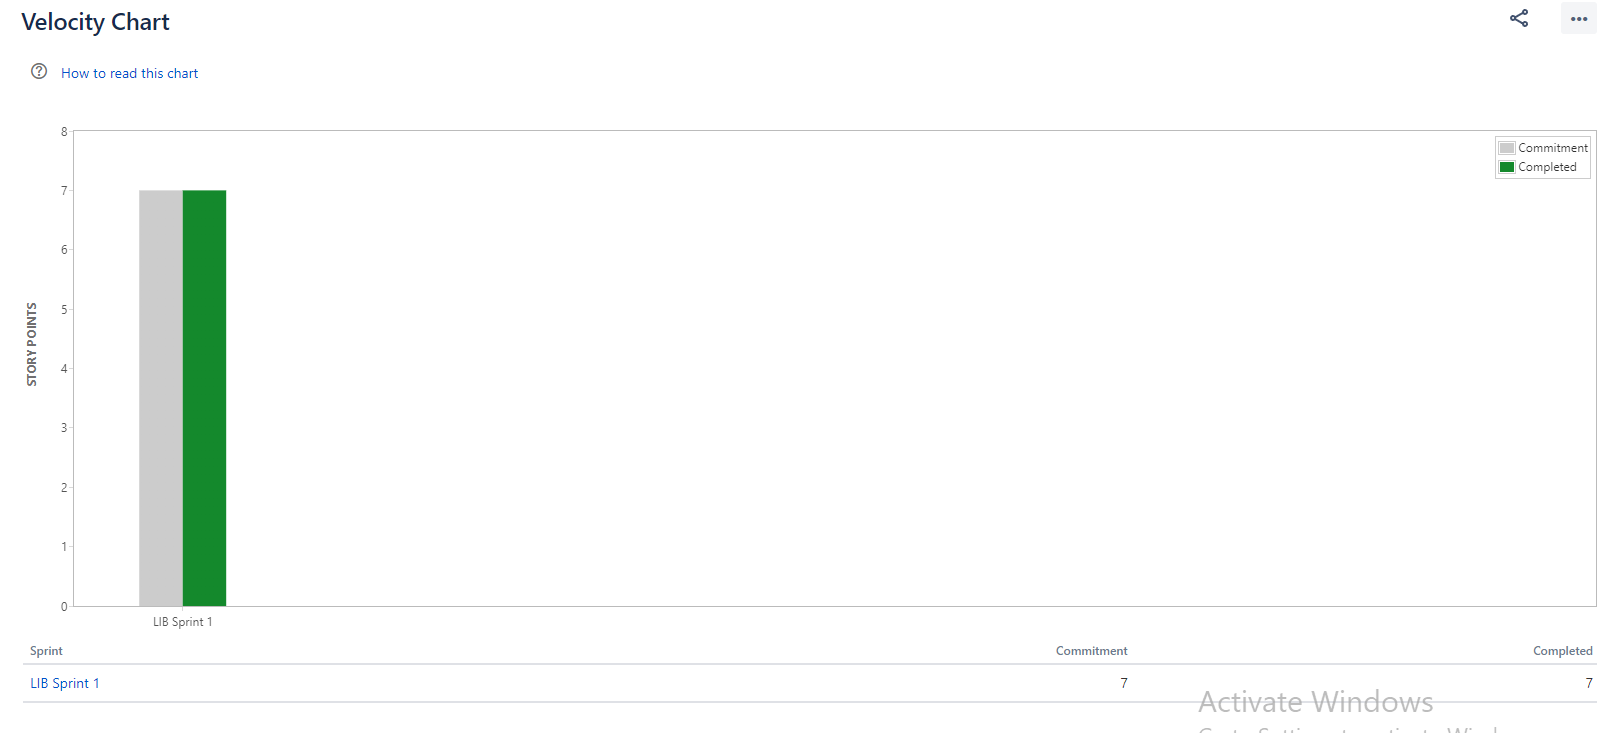 Velocity Chart
How to read this chart
8
Commitment
Completed
7
6
5
STORY POINTS
4
3
2
1
0
LIB Sprint 1
Sprint Commitment Completed
LIB Sprint 1 7 7
Activate Windows